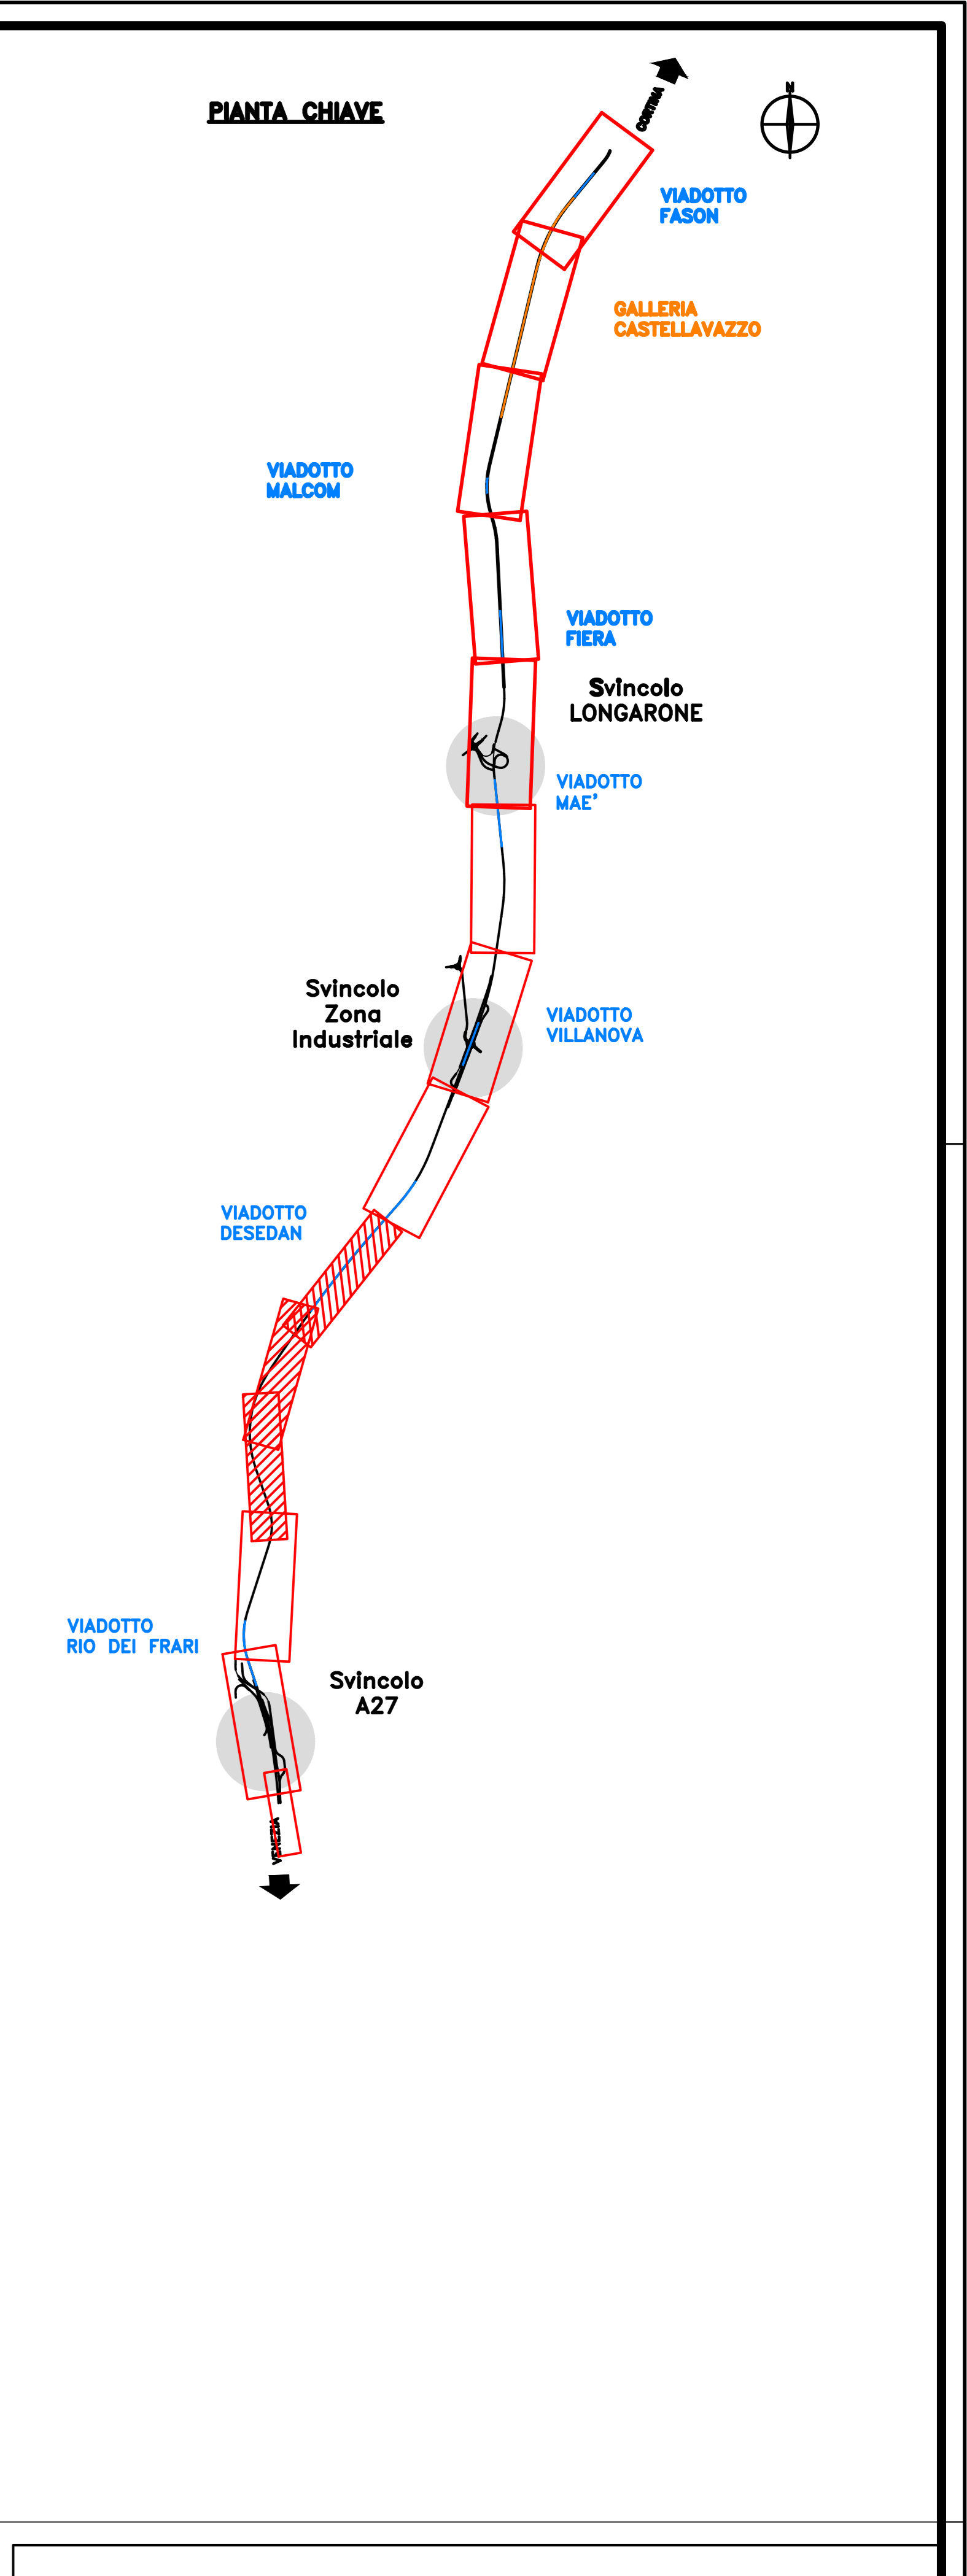 PIANTA CHIAVE
CORTINA
N
VIADOTTO
FASON
GALLERIA
CASTELLAVAZZO
VIADOTTO
MALCOM
VIADOTTO
FIERA
Svincolo
LONGARONE
VIADOTTO
MAE'
Svincolo
Zona
Industriale
VIADOTTO
VILLANOVA
VIADOTTO
DESEDAN
VIADOTTO
RIO DEI FRARI
Svincolo
A27
VENEZIA